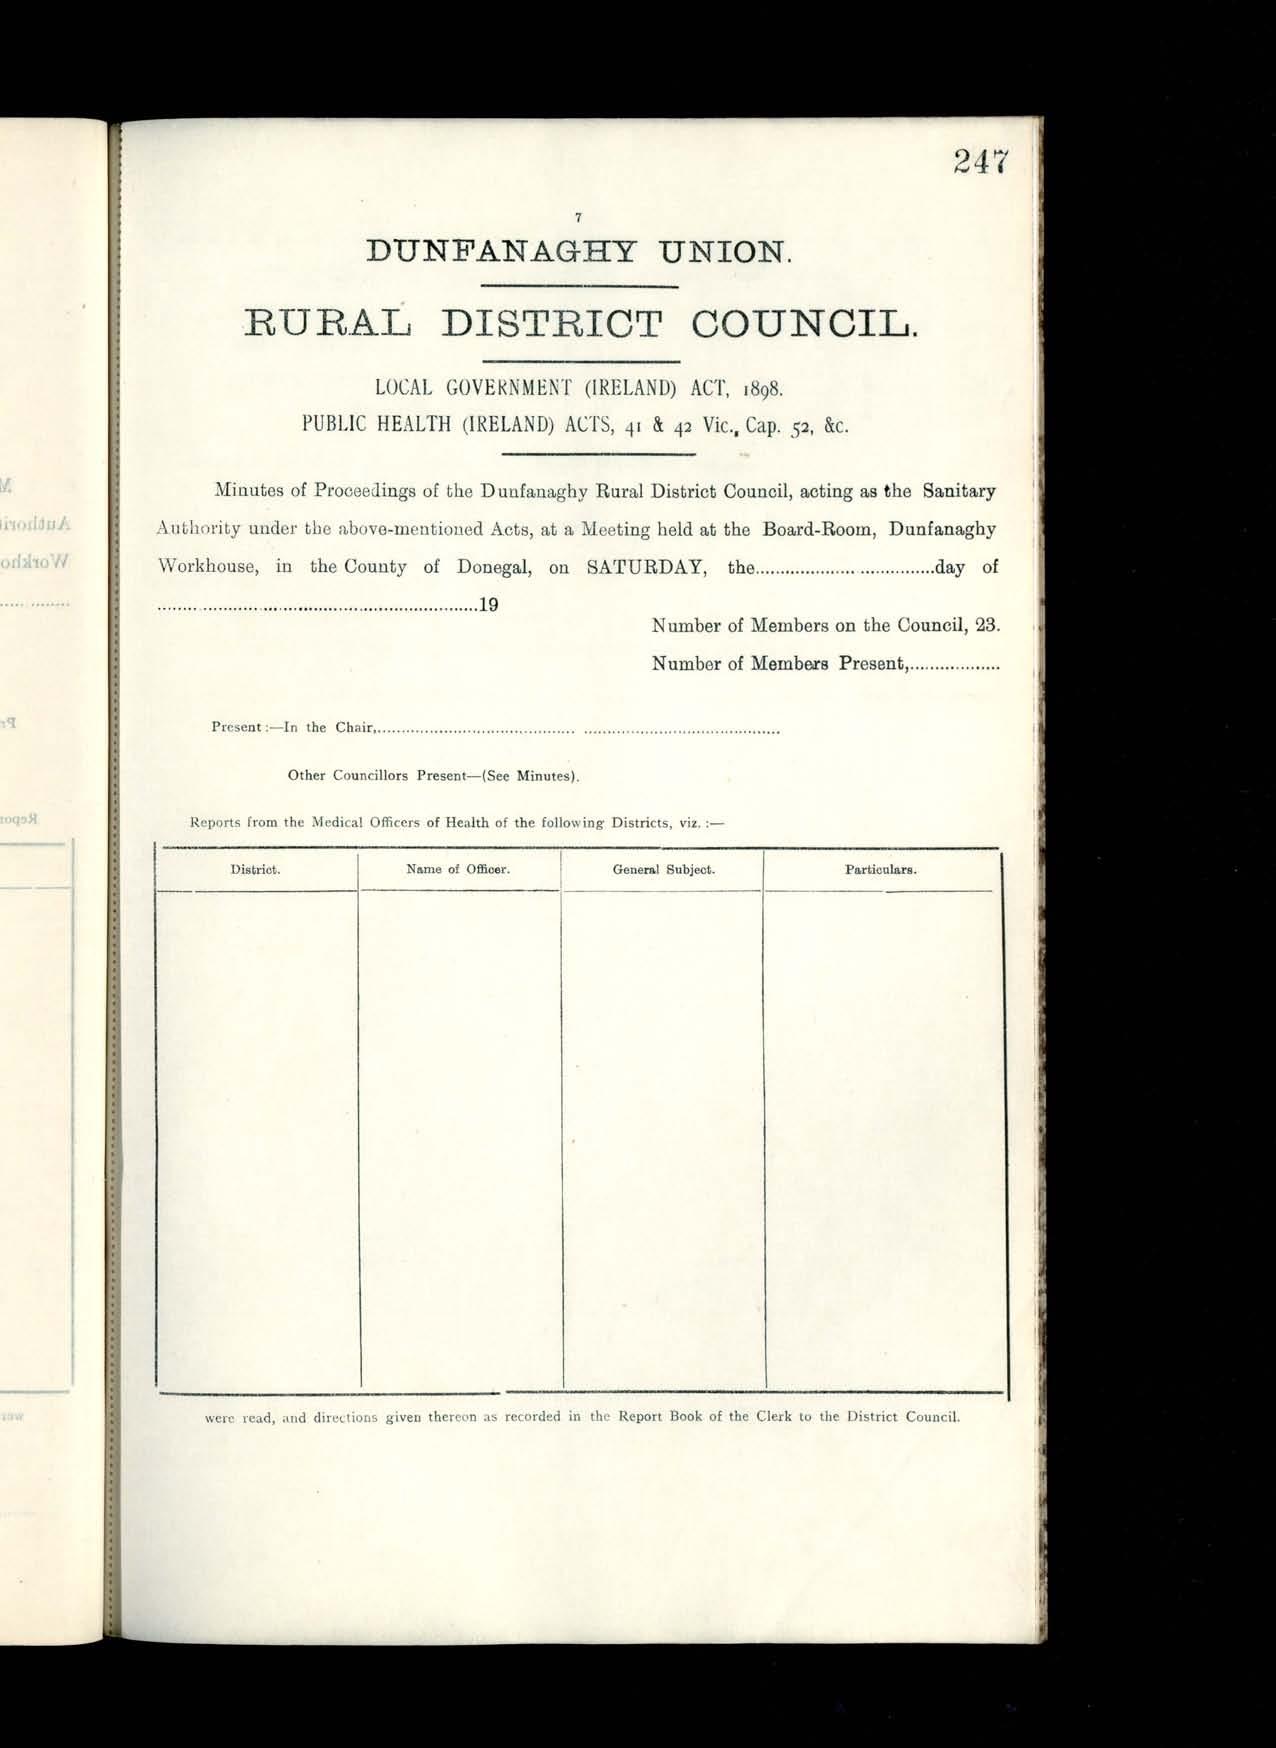 247
7
DUNFANAGHY UNION.
RURAL DISTRICT COUNCIL.
LOCAL GOVERNMENT (IRELAND) ACT, 1898.
PUBLIC HEALTH (IRELAND) ACTS, 41 & 42 Vic., Cap. 52, &c.
Minutes of Proceedings of the Dunfanaghy Rural District Council, acting as the Sanitary
Authority under the above-mentioned Acts, at a Meeting held at the Board-Room, Dunfanaghy
Workhouse, in the County of Donegal, on SATURDAY, the....................................day of
................................................................19
Number of Members on the Council, 23.
Number of Members Present,..................
Present :—In the Chair,................................................................................
Other Councillors Present—(See Minutes).
Reports from the Medical Officers of Health of the following Districts, viz. :—
District. Name of Officer. General Subject. Particulars.
were read, and directions given thereon as recorded in the Report Book of the Clerk to the District Council.